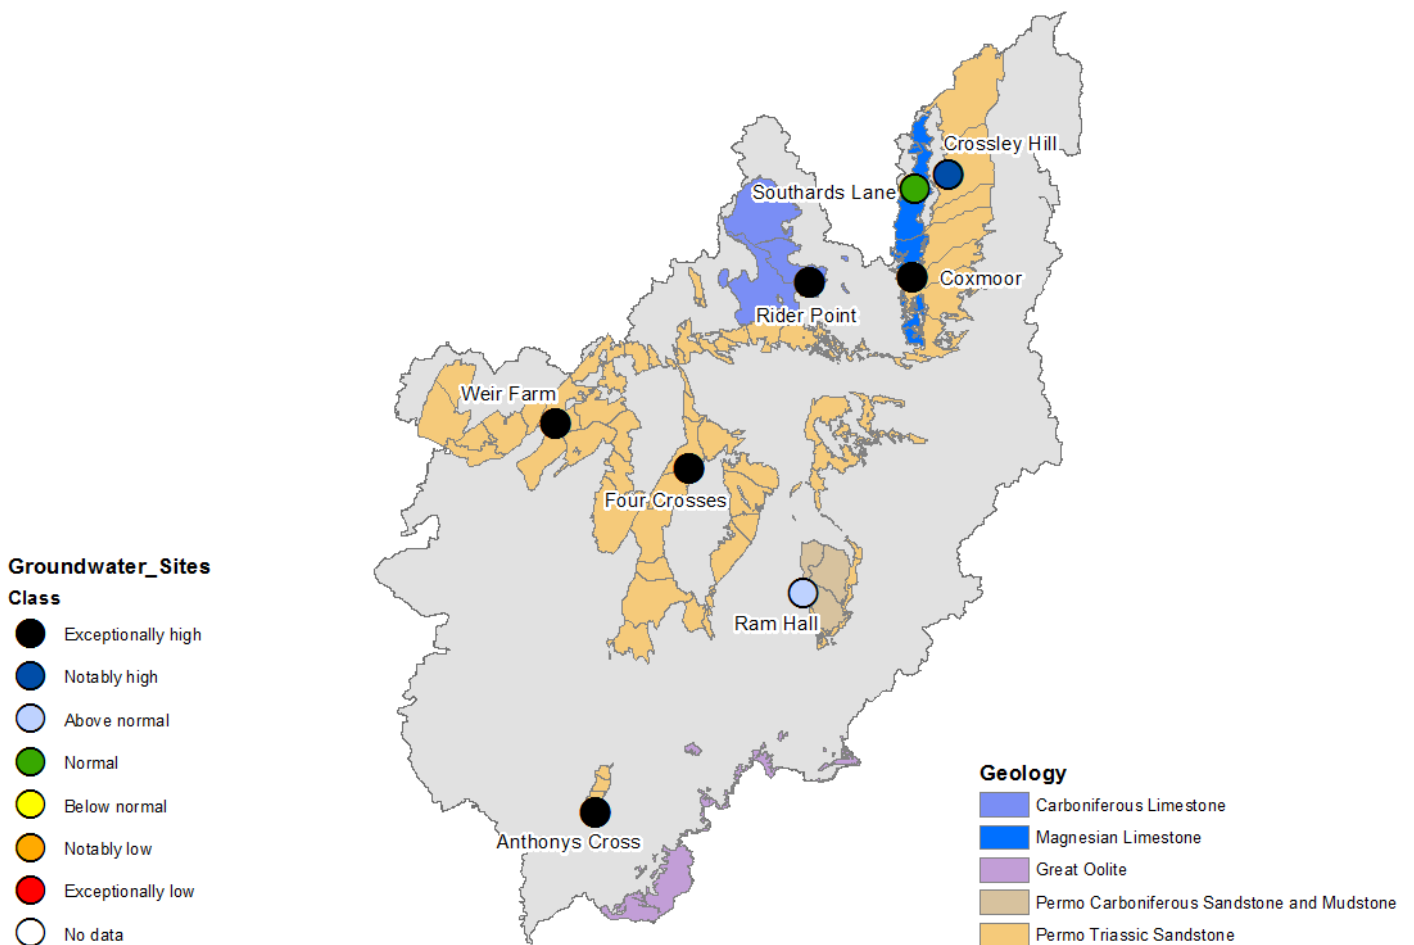 Crossley Hill
Southards Lane
Coxmoor
Rider Point
Weir Farm
Four Crosses
Ram Hall
Anthonys Cross
Groundwater_Sites
Class
Exceptionally high
Notably high
Above normal
Normal
Below normal
Notably low
Exceptionally low
No data
Geology
Carboniferous Limestone
Magnesian Limestone
Great Oolite
Permo Carboniferous Sandstone and Mudstone
Permo Triassic Sandstone